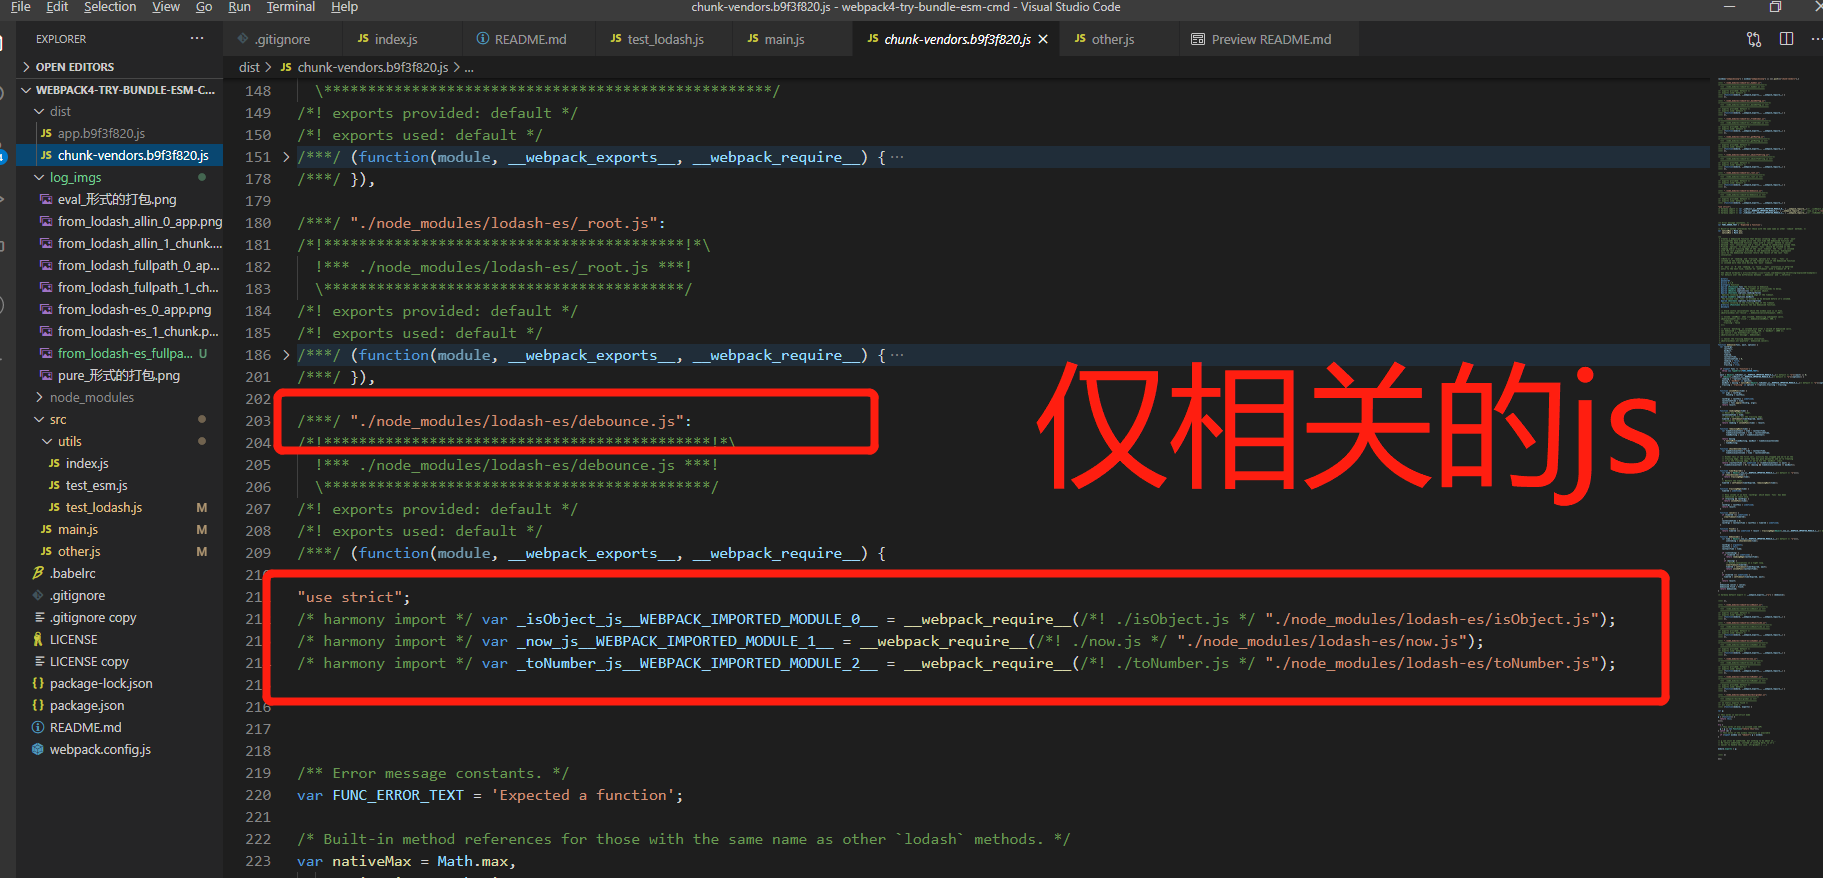 File Edit Selection View Go Run Terminal Help
chunk-vendors.b9f3f820.js - webpack4-try-bundle-esm-cmd - Visual Studio Code
EXPLORER
OPEN EDITORS
WEBPACK4-TRY-BUNDLE-ESM-C...
dist
JS app.b9f3f820.js
JS chunk-vendors.b9f3f820.js
log_imgs
eval_形式的打包.png
from_lodash_allin_0_app.png
from_lodash_allin_1_chunk....
from_lodash_fullpath_0_ap...
from_lodash_fullpath_1_ch...
from_lodash-es_0_app.png
from_lodash-es_1_chunk.p...
from_lodash-es_fullpa... U
pure_形式的打包.png
node_modules
src
utils
JS index.js
JS test_esm.js
JS test_lodash.js M
JS main.js M
JS other.js M
.babelrc
.gitignore
.gitignore copy
LICENSE
LICENSE copy
{} package-lock.json
{} package.json
README.md
webpack.config.js
.gitignore JS index.js README.md JS test_lodash.js JS main.js JS chunk-vendors.b9f3f820.js JS other.js Preview README.md
dist > JS chunk-vendors.b9f3f820.js > ...
148 \***************************************************/
149 /*! exports provided: default */
150 /*! exports used: default */
151 /***/ (function(module, __webpack_exports__, __webpack_require__) { ...
178 /***/ }),
179
180 /***/ "./node_modules/lodash-es/_root.js":
181 /*!*****************************************!*\
182 !*** ./node_modules/lodash-es/_root.js ***!
183 \*****************************************/
184 /*! exports provided: default */
185 /*! exports used: default */
186 /***/ (function(module, __webpack_exports__, __webpack_require__) { ...
201 /***/ }),
202
203 /***/ "./node_modules/lodash-es/debounce.js":
204 /*!********************************************!*\
205 !*** ./node_modules/lodash-es/debounce.js ***!
206 \********************************************/
207 /*! exports provided: default */
208 /*! exports used: default */
209 /***/ (function(module, __webpack_exports__, __webpack_require__) {
"use strict";
/* harmony import */ var _isObject_js__WEBPACK_IMPORTED_MODULE_0__ = __webpack_require__(/*! ./isObject.js */ "./node_modules/lodash-es/isObject.js");
/* harmony import */ var _now_js__WEBPACK_IMPORTED_MODULE_1__ = __webpack_require__(/*! ./now.js */ "./node_modules/lodash-es/now.js");
/* harmony import */ var _toNumber_js__WEBPACK_IMPORTED_MODULE_2__ = __webpack_require__(/*! ./toNumber.js */ "./node_modules/lodash-es/toNumber.js");
216
217
218
219 /** Error message constants. */
220 var FUNC_ERROR_TEXT = 'Expected a function';
221
222 /* Built-in method references for those with the same name as other `lodash` methods. */
223 var nativeMax = Math.max,
仅相关的js